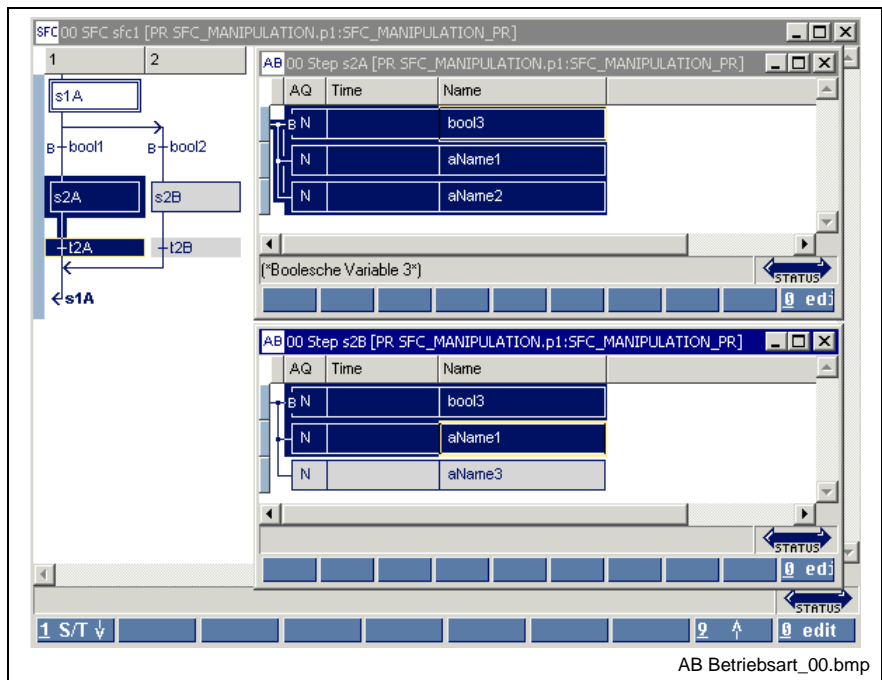 SFC 00 SFC sfc1 [PR SFC_MANIPULATION.p1:SFC_MANIPULATION_PR]
1 2
s1A
B bool1 B bool2
s2A s2B
t2A t2B
s1A
AB 00 Step s2A [PR SFC_MANIPULATION.p1:SFC_MANIPULATION_PR]
AQ Time Name
B N bool3
N aName1
N aName2
(*Boolesche Variable 3*)
STATUS
0 edi
AB 00 Step s2B [PR SFC_MANIPULATION.p1:SFC_MANIPULATION_PR]
AQ Time Name
B N bool3
N aName1
N aName3
STATUS
0 edi
STATUS
1 S/T 9 0 edit
AB Betriebsart_00.bmp